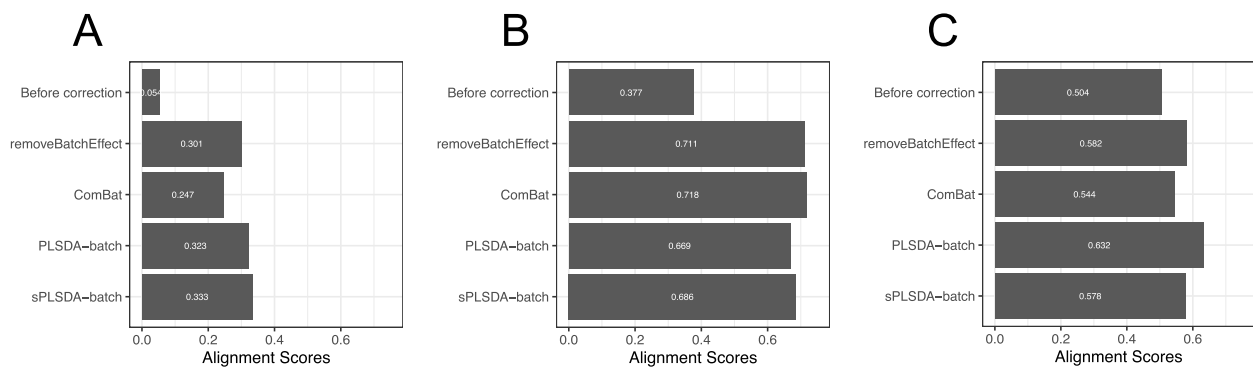 A
B
C
Before correction
0.054
removeBatchEffect
0.301
ComBat
0.247
PLSDA−batch
0.323
sPLSDA−batch
0.333
0.0 0.2 0.4 0.6
Alignment Scores
Before correction
0.377
removeBatchEffect
0.711
ComBat
0.718
PLSDA−batch
0.669
sPLSDA−batch
0.686
0.0 0.2 0.4 0.6
Alignment Scores
Before correction
0.504
removeBatchEffect
0.582
ComBat
0.544
PLSDA−batch
0.632
sPLSDA−batch
0.578
0.0 0.2 0.4 0.6
Alignment Scores